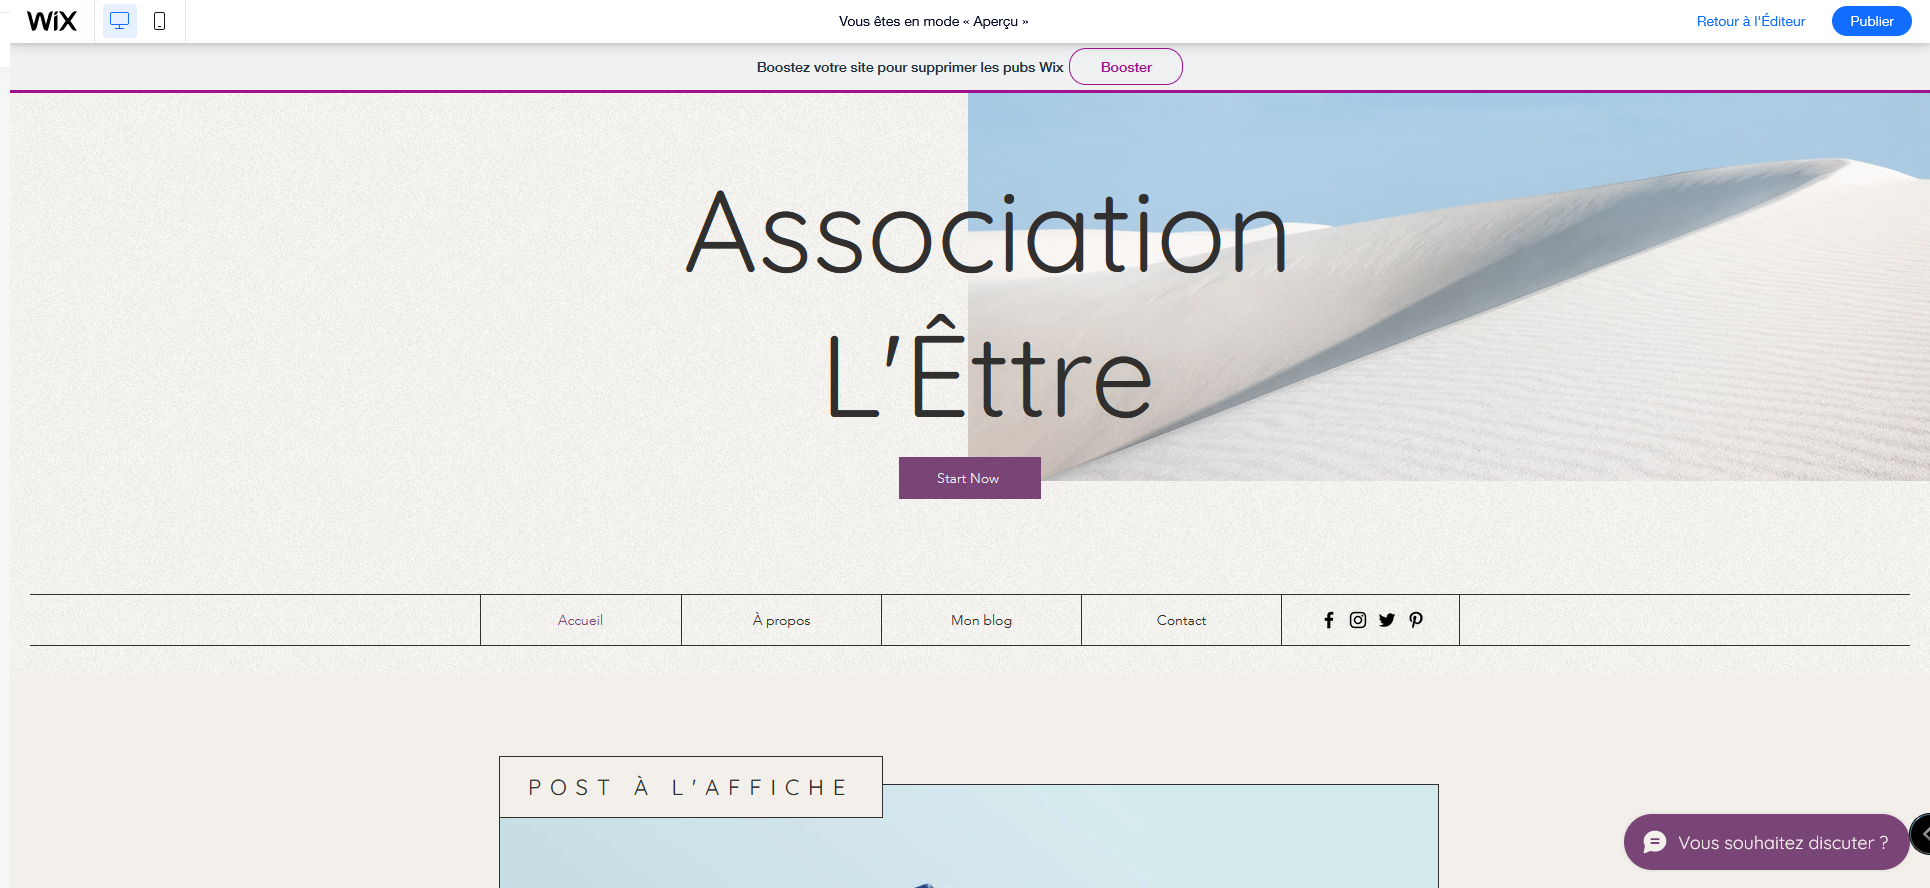 WiX
Vous êtes en mode « Aperçu »
Retour à l'Éditeur
Publier
Boostez votre site pour supprimer les pubs Wix
Booster
Association
L'Êttre
Start Now
Accueil
À propos
Mon blog
Contact
POST À L'AFFICHE
Vous souhaitez discuter ?